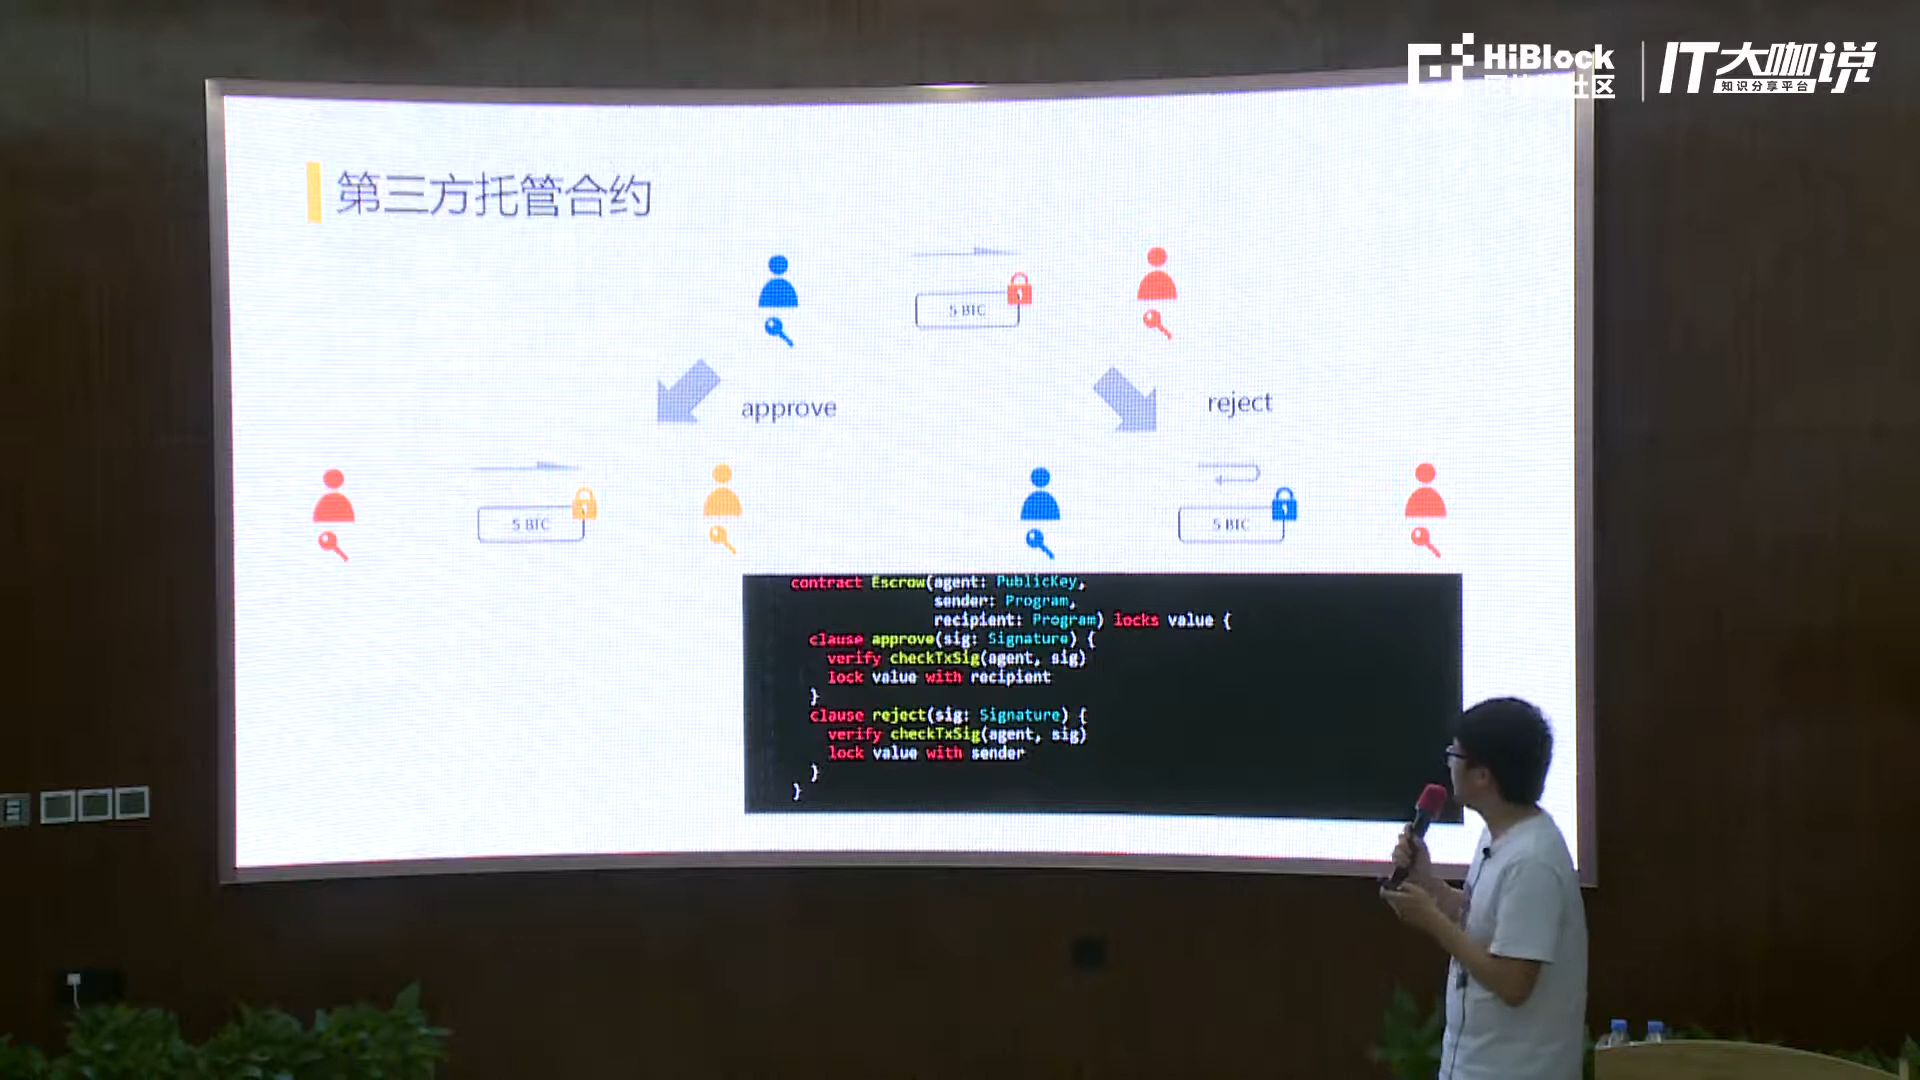 HiBlock
社区
IT大咖说
知识分享平台
第三方托管合约
5 BTC
approve
reject
5 BTC
5 BTC
contract Escrow(agent: PublicKey,
sender: Program,
recipient: Program) locks value {
clause approve(sig: Signature) {
verify checkTxSig(agent, sig)
lock value with recipient
}
clause reject(sig: Signature) {
verify checkTxSig(agent, sig)
lock value with sender
}
}